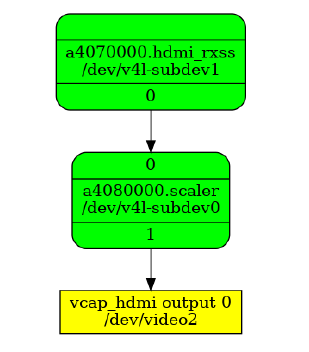 a4070000.hdmi_rxss
/dev/v4l-subdev1
0
0
a4080000.scaler
/dev/v4l-subdev0
1
vcap_hdmi output 0
/dev/video2